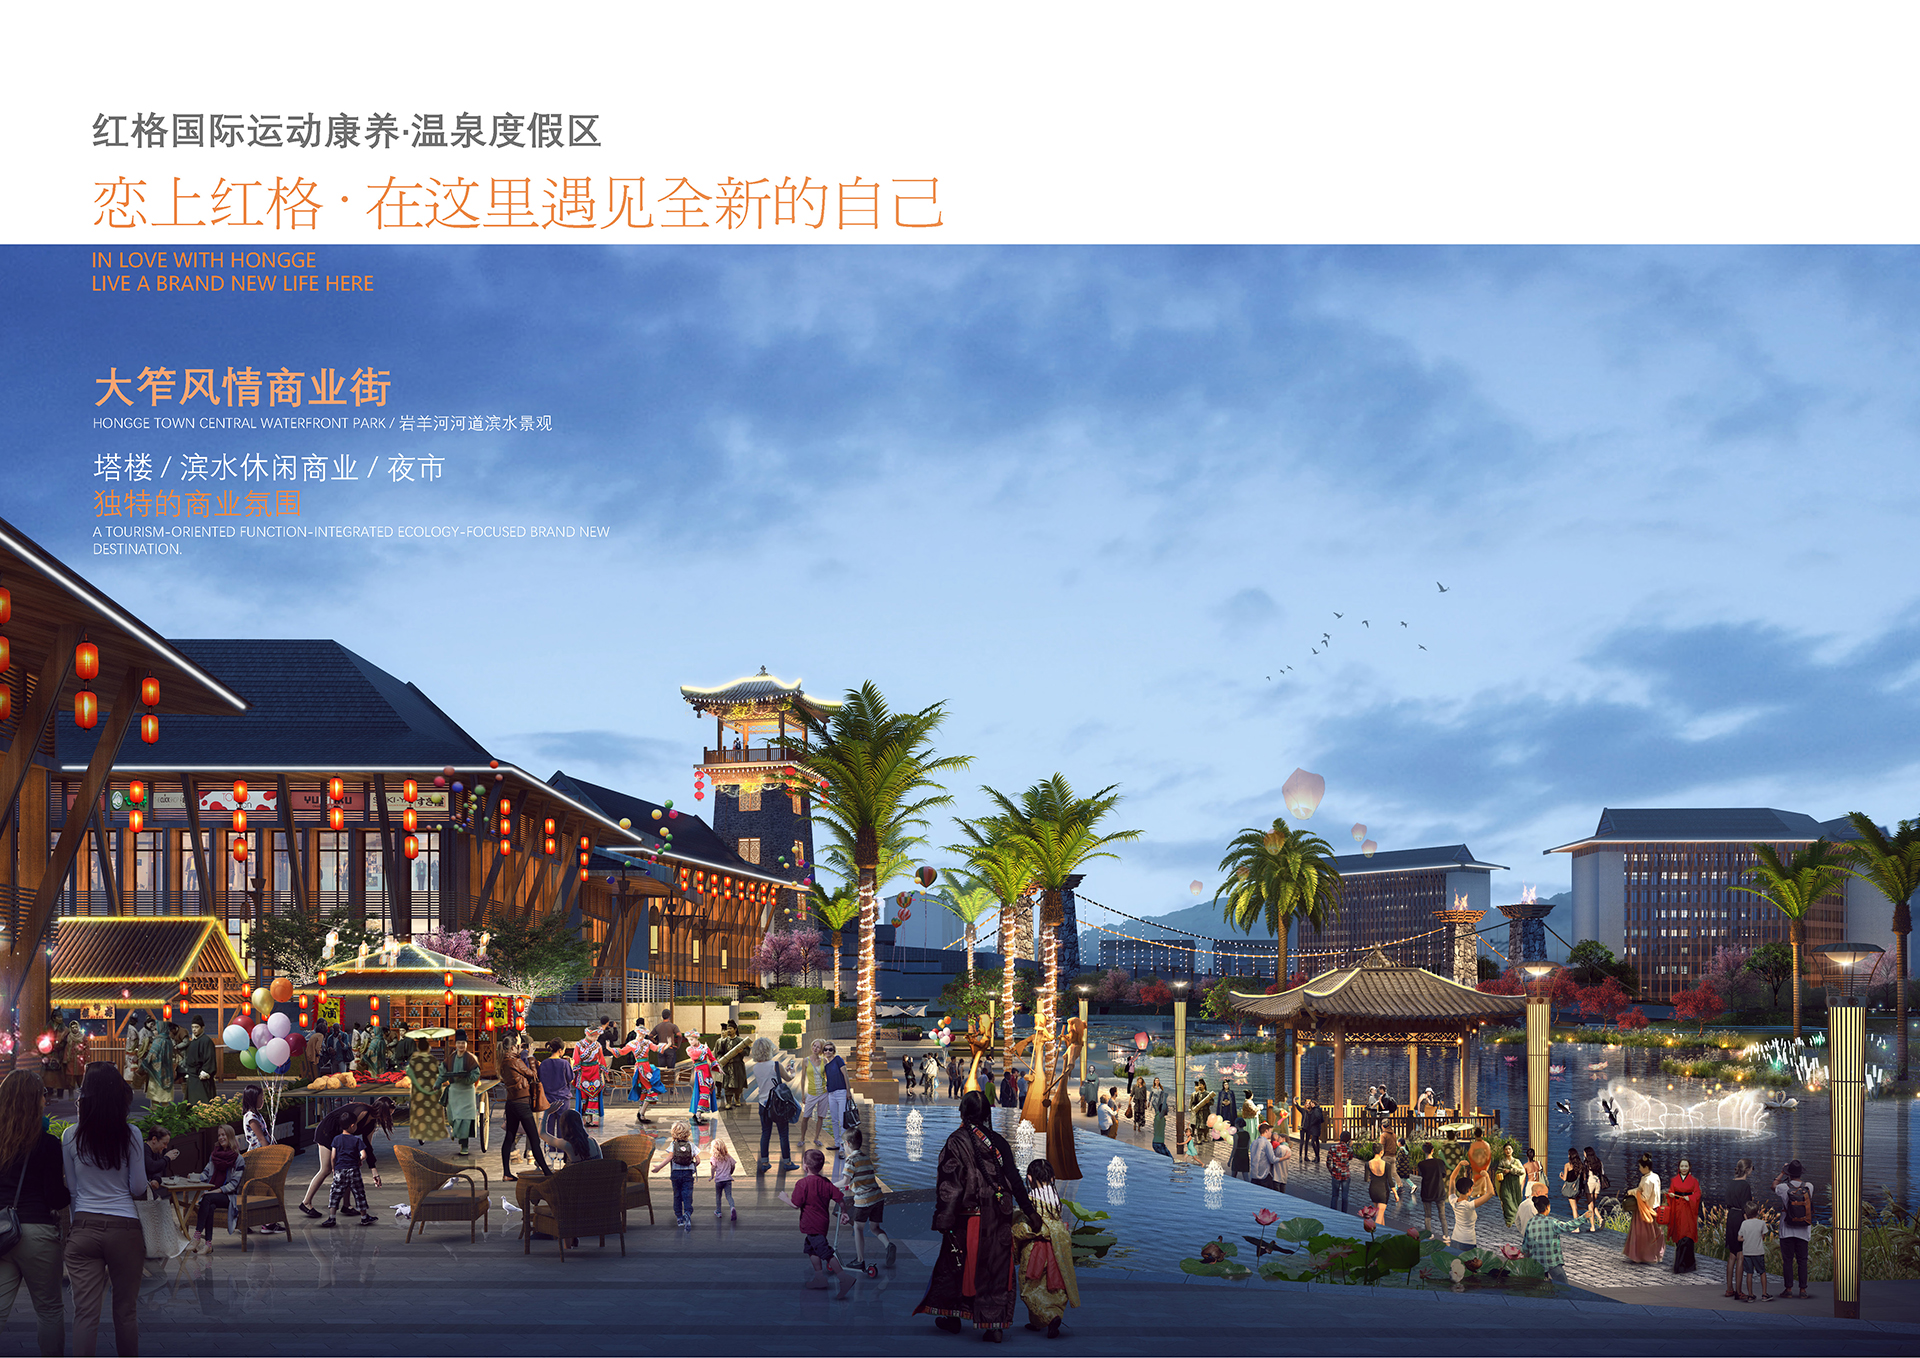 红格国际运动康养·温泉度假区
恋上红格·在这里遇见全新的自己
IN LOVE WITH HONGGE
LIVE A BRAND NEW LIFE HERE
大笮风情商业街
HONGGE TOWN CENTRAL WATERFRONT PARK / 岩羊河河道滨水景观
塔楼 / 滨水休闲商业 / 夜市
独特的商业氛围
A TOURISM-ORIENTED FUNCTION-INTEGRATED ECOLOGY-FOCUSED BRAND NEW
DESTINATION.